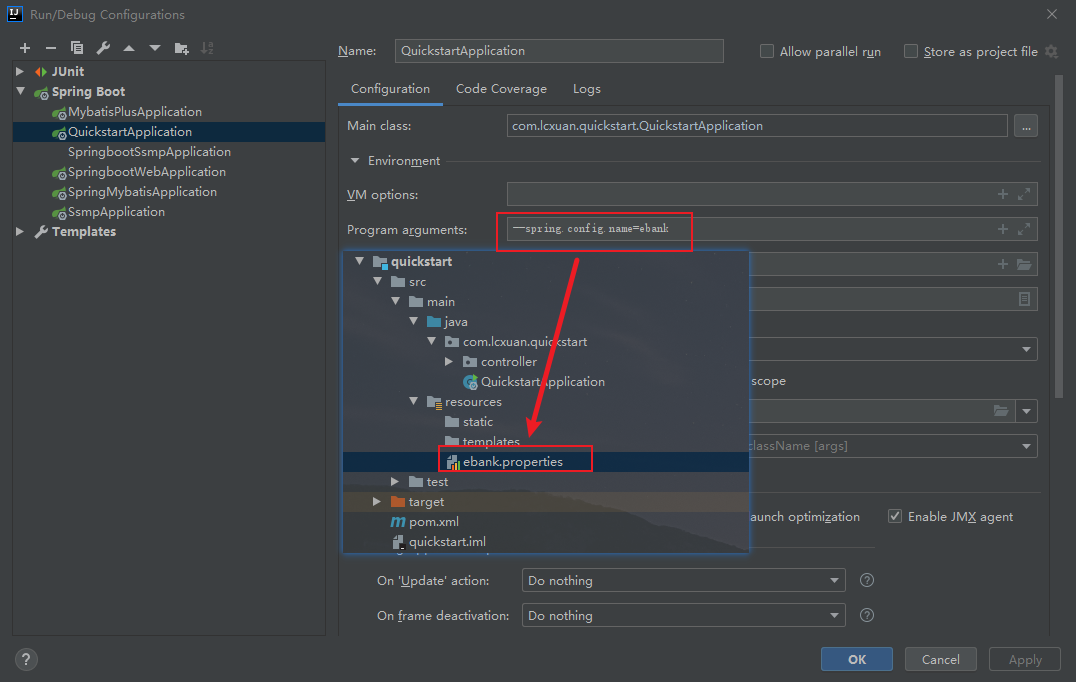 Run/Debug Configurations
Name: QuickstartApplication
Allow parallel run
Store as project file
JUnit
Spring Boot
MybatisPlusApplication
QuickstartApplication
SpringbootSsmpApplication
SpringbootWebApplication
SpringMybatisApplication
SsmpApplication
Templates
Configuration
Code Coverage
Logs
Main class: com.lcxuan.quickstart.QuickstartApplication
...
Environment
VM options:
Program arguments: --spring.config.name=ebank
quickstart
src
main
java
com.lcxuan.quickstart
controller
QuickstartApplication
resources
static
templates
ebank.properties
test
target
pom.xml
quickstart.iml
scope
className [args]
launch optimization
Enable JMX agent
On 'Update' action: Do nothing
On frame deactivation: Do nothing
?
OK
Cancel
Apply